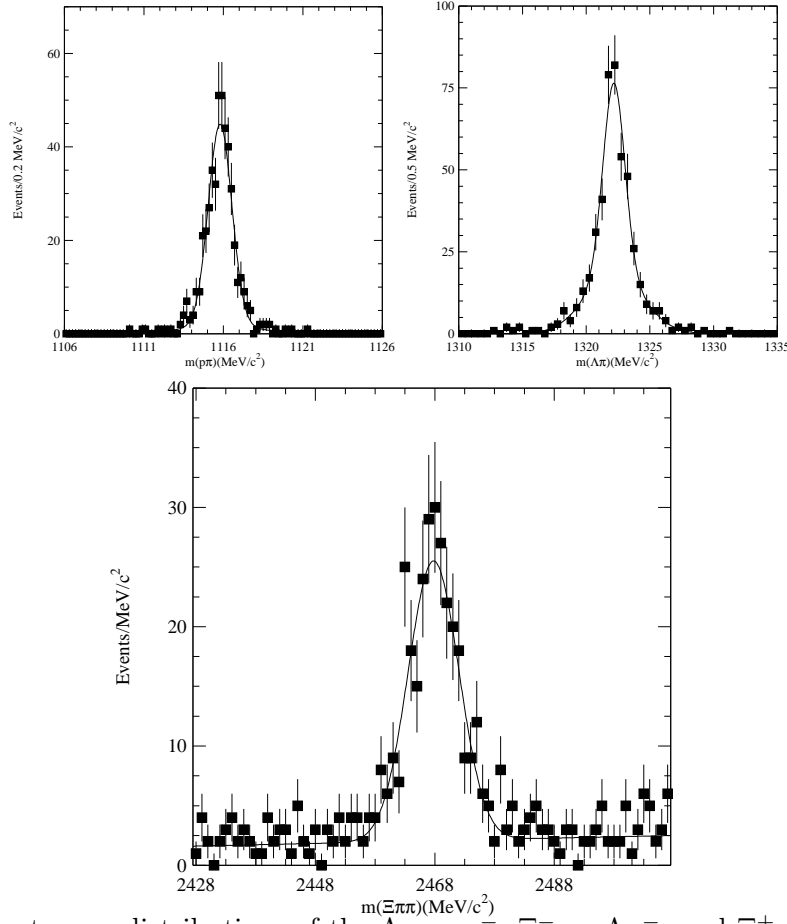 60
40
20
0
Events/0.2 MeV/c²
1106 1111 1116 1121 1126
m(pπ)(MeV/c²)
100
75
50
25
0
Events/0.5 MeV/c²
1310 1315 1320 1325 1330 1335
m(Λπ)(MeV/c²)
40
30
20
10
0
Events/MeV/c²
2428 2448 2468 2488
m(Ξππ)(MeV/c²)